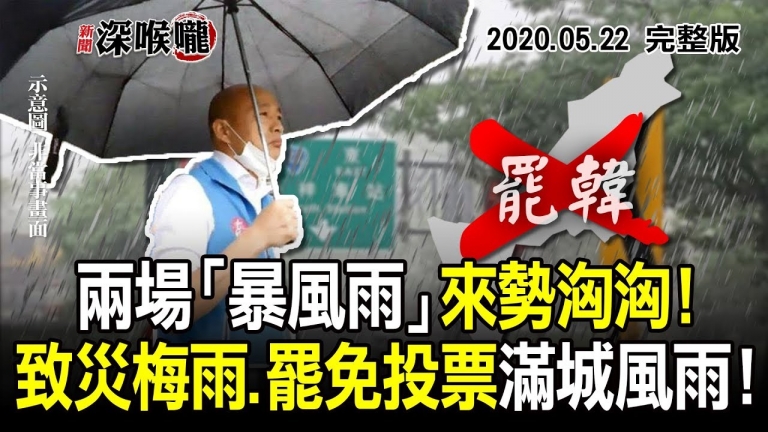 新聞深喉嚨
2020.05.22 完整版
示意圖 非當事畫面
罷韓
兩場「暴風雨」來勢洶洶!
致災梅雨.罷免投票滿城風雨!